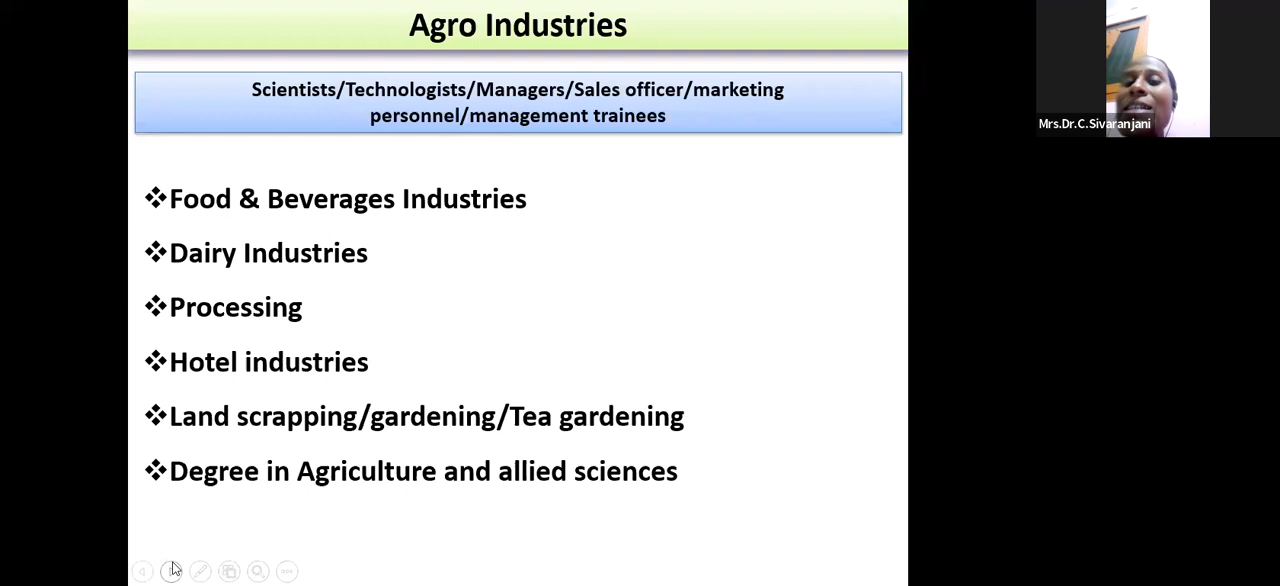 Agro Industries
Scientists/Technologists/Managers/Sales officer/marketing
personnel/management trainees
❖Food & Beverages Industries
❖Dairy Industries
❖Processing
❖Hotel industries
❖Land scrapping/gardening/Tea gardening
❖Degree in Agriculture and allied sciences
Mrs.Dr.C.Sivaranjani